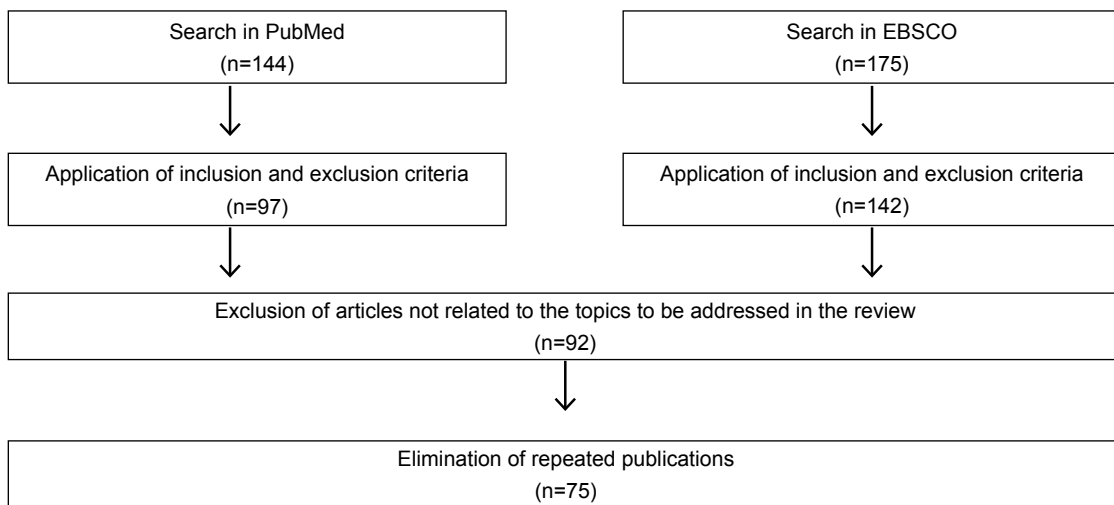 Search in PubMed
(n=144)
Search in EBSCO
(n=175)
Application of inclusion and exclusion criteria
(n=97)
Application of inclusion and exclusion criteria
(n=142)
Exclusion of articles not related to the topics to be addressed in the review
(n=92)
Elimination of repeated publications
(n=75)